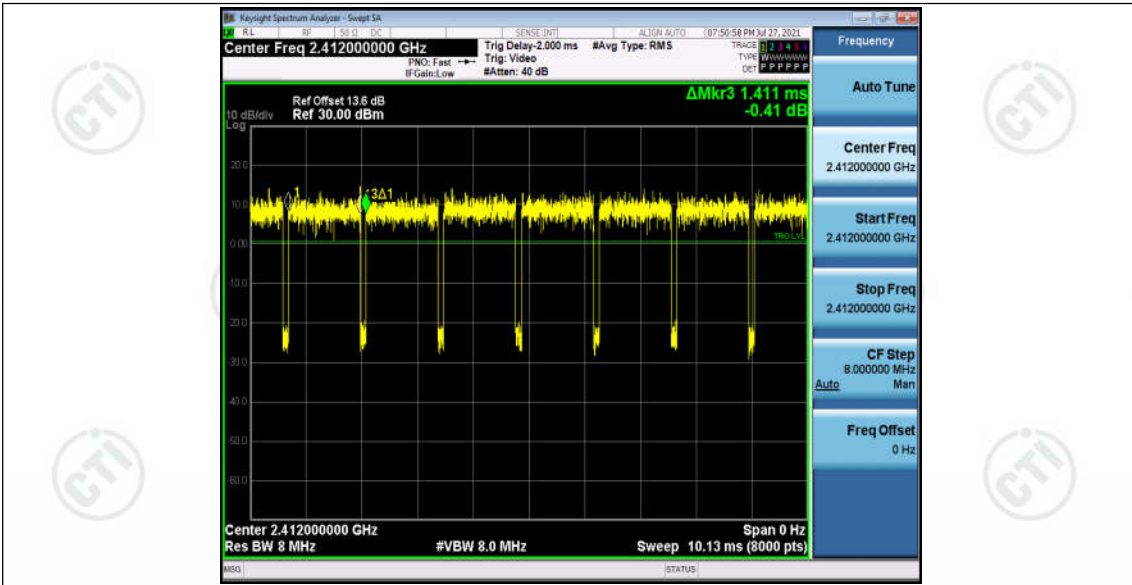 Keysight Spectrum Analyzer - Swept SA
RL RF 50 Ω DC SENSE:INT ALIGN AUTO 07:50:58 PM Jul 27, 2021
Center Freq 2.412000000 GHz
PNO: Fast
IFGain:Low
Trig Delay-2.000 ms
Trig: Video
#Atten: 40 dB
#Avg Type: RMS
TRACE 1 2 3 4 5 6
TYPE WWWWWW
DET P P P P P P
ΔMkr3 1.411 ms
-0.41 dB
Ref Offset 13.6 dB
10 dB/div Ref 30.00 dBm
Log
20.0
10.0
0.00
-10.0
-20.0
-30.0
-40.0
-50.0
-60.0
1
3Δ1
TRIG LVL
Center 2.412000000 GHz Span 0 Hz
Res BW 8 MHz #VBW 8.0 MHz Sweep 10.13 ms (8000 pts)
MSG STATUS
Frequency
Auto Tune
Center Freq
2.412000000 GHz
Start Freq
2.412000000 GHz
Stop Freq
2.412000000 GHz
CF Step
8.000000 MHz
Auto Man
Freq Offset
0 Hz
CTI
CTI
CTI
CTI